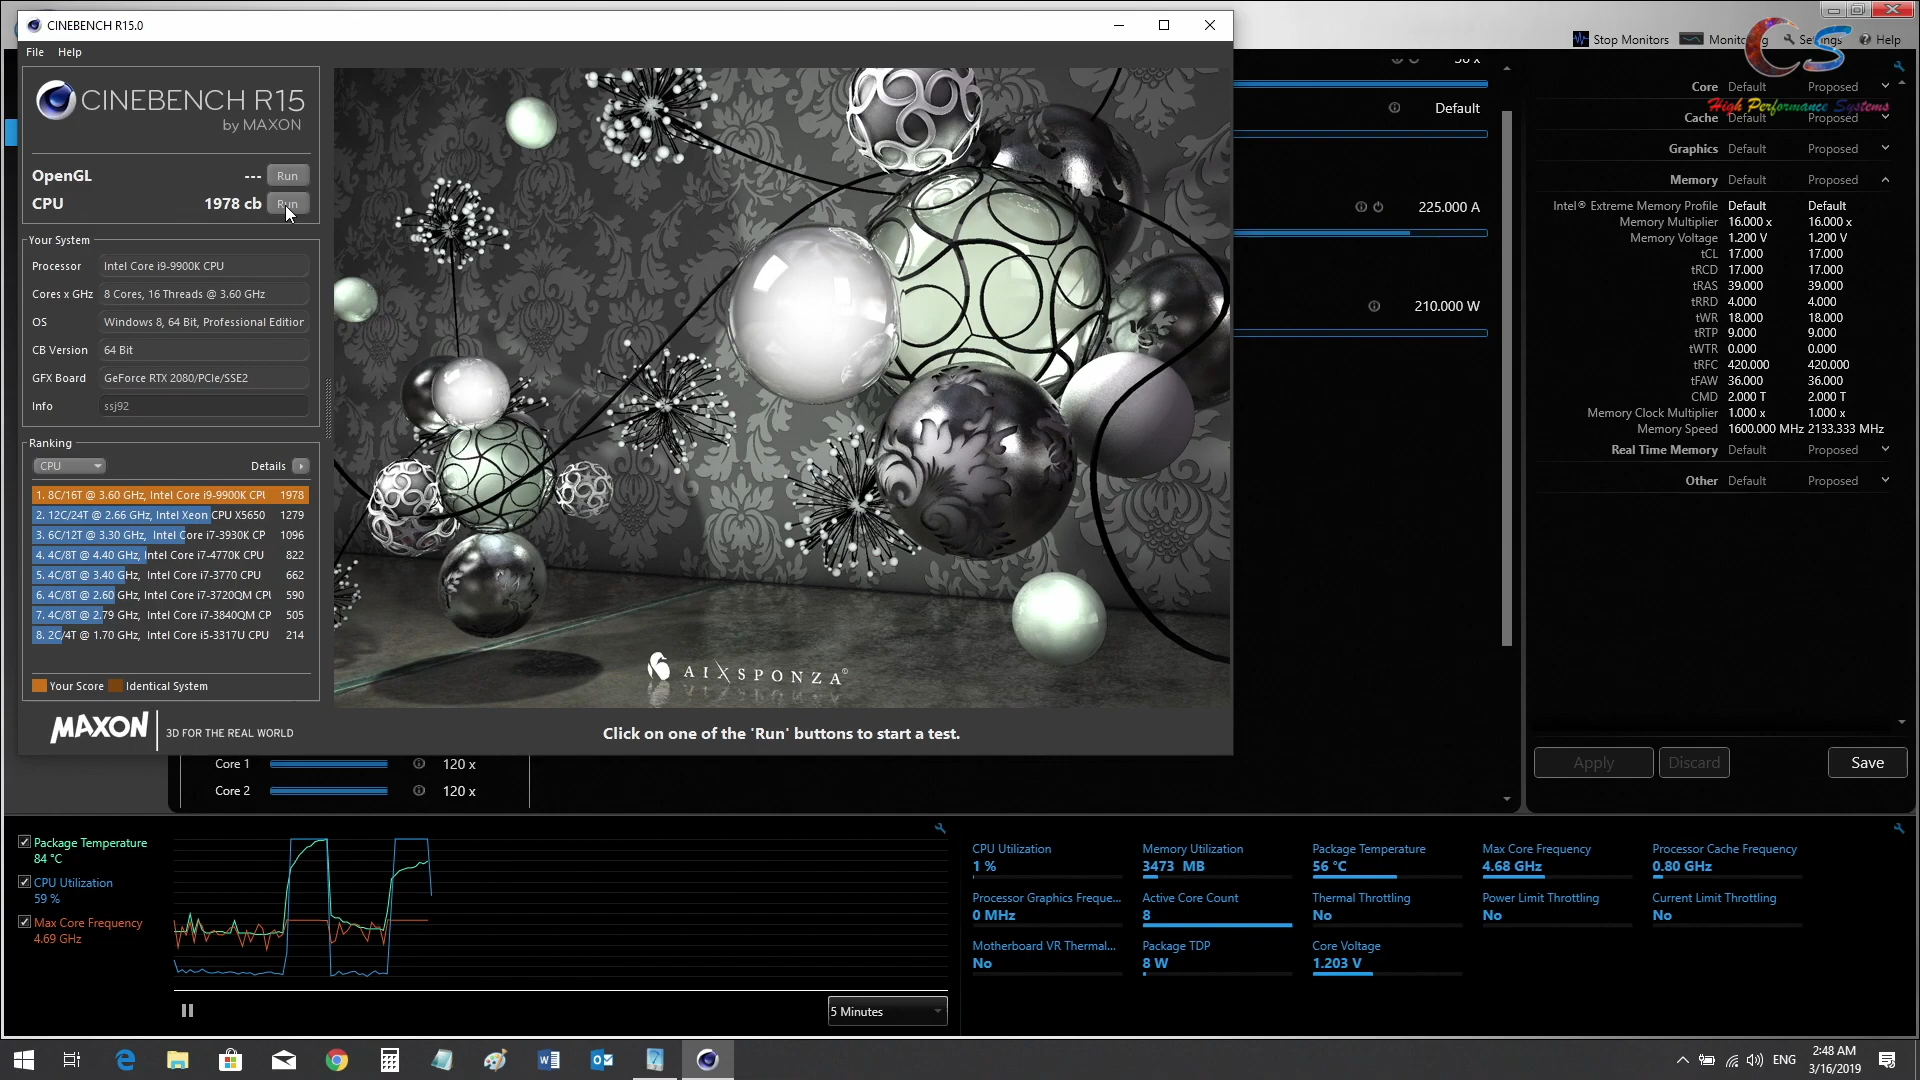 CINEBENCH R15.0
File Help
CINEBENCH R15
by MAXON
OpenGL --- Run
CPU 1978 cb Run
Your System
Processor Intel Core i9-9900K CPU
Cores x GHz 8 Cores, 16 Threads @ 3.60 GHz
OS Windows 8, 64 Bit, Professional Edition
CB Version 64 Bit
GFX Board GeForce RTX 2080/PCIe/SSE2
Info ssj92
Ranking
CPU Details
1. 8C/16T @ 3.60 GHz, Intel Core i9-9900K CPU 1978
2. 12C/24T @ 2.66 GHz, Intel Xeon CPU X5650 1279
3. 6C/12T @ 3.30 GHz, Intel Core i7-3930K CP 1096
4. 4C/8T @ 4.40 GHz, Intel Core i7-4770K CPU 822
5. 4C/8T @ 3.40 GHz, Intel Core i7-3770 CPU 662
6. 4C/8T @ 2.60 GHz, Intel Core i7-3720QM CPU 590
7. 4C/8T @ 2.79 GHz, Intel Core i7-3840QM CP 505
8. 2C/4T @ 1.70 GHz, Intel Core i5-3317U CPU 214
Your Score Identical System
MAXON 3D FOR THE REAL WORLD
AIXSPONZA®
Click on one of the 'Run' buttons to start a test.
Stop Monitors Settings Help
CS
High Performance Systems
Default
225.000 A
210.000 W
Core Default Proposed
Cache Default Proposed
Graphics Default Proposed
Memory Default Proposed
Intel® Extreme Memory Profile Default Default
Memory Multiplier 16.000 x 16.000 x
Memory Voltage 1.200 V 1.200 V
tCL 17.000 17.000
tRCD 17.000 17.000
tRAS 39.000 39.000
tRRD 4.000 4.000
tWR 18.000 18.000
tRTP 9.000 9.000
tWTR 0.000 0.000
tRFC 420.000 420.000
tFAW 36.000 36.000
CMD 2.000 T 2.000 T
Memory Clock Multiplier 1.000 x 1.000 x
Memory Speed 1600.000 MHz 2133.333 MHz
Real Time Memory Default Proposed
Other Default Proposed
Apply Discard Save
Core 1 120 x
Core 2 120 x
Package Temperature
84 °C
CPU Utilization
59 %
Max Core Frequency
4.69 GHz
5 Minutes
CPU Utilization Memory Utilization Package Temperature Max Core Frequency Processor Cache Frequency
1 % 3473 MB 56 °C 4.68 GHz 0.80 GHz
Processor Graphics Freque... Active Core Count Thermal Throttling Power Limit Throttling Current Limit Throttling
0 MHz 8 No No No
Motherboard VR Thermal... Package TDP Core Voltage
No 8 W 1.203 V
ENG
2:48 AM
3/16/2019